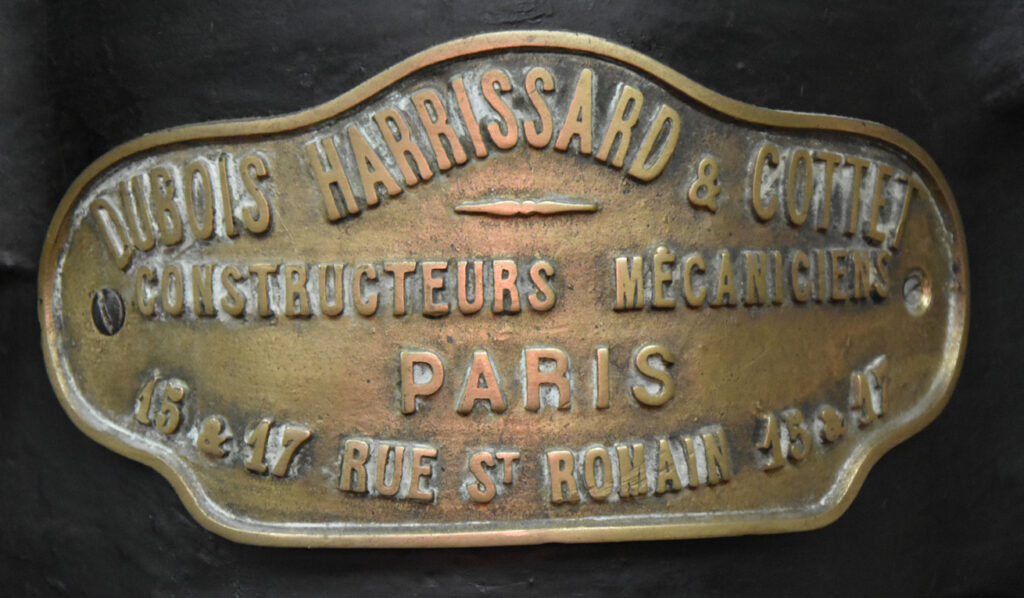 DUBOIS HARRISSARD & COTTET
CONSTRUCTEURS MÉCANICIENS
PARIS
15 & 17 RUE ST ROMAIN 15 & 17